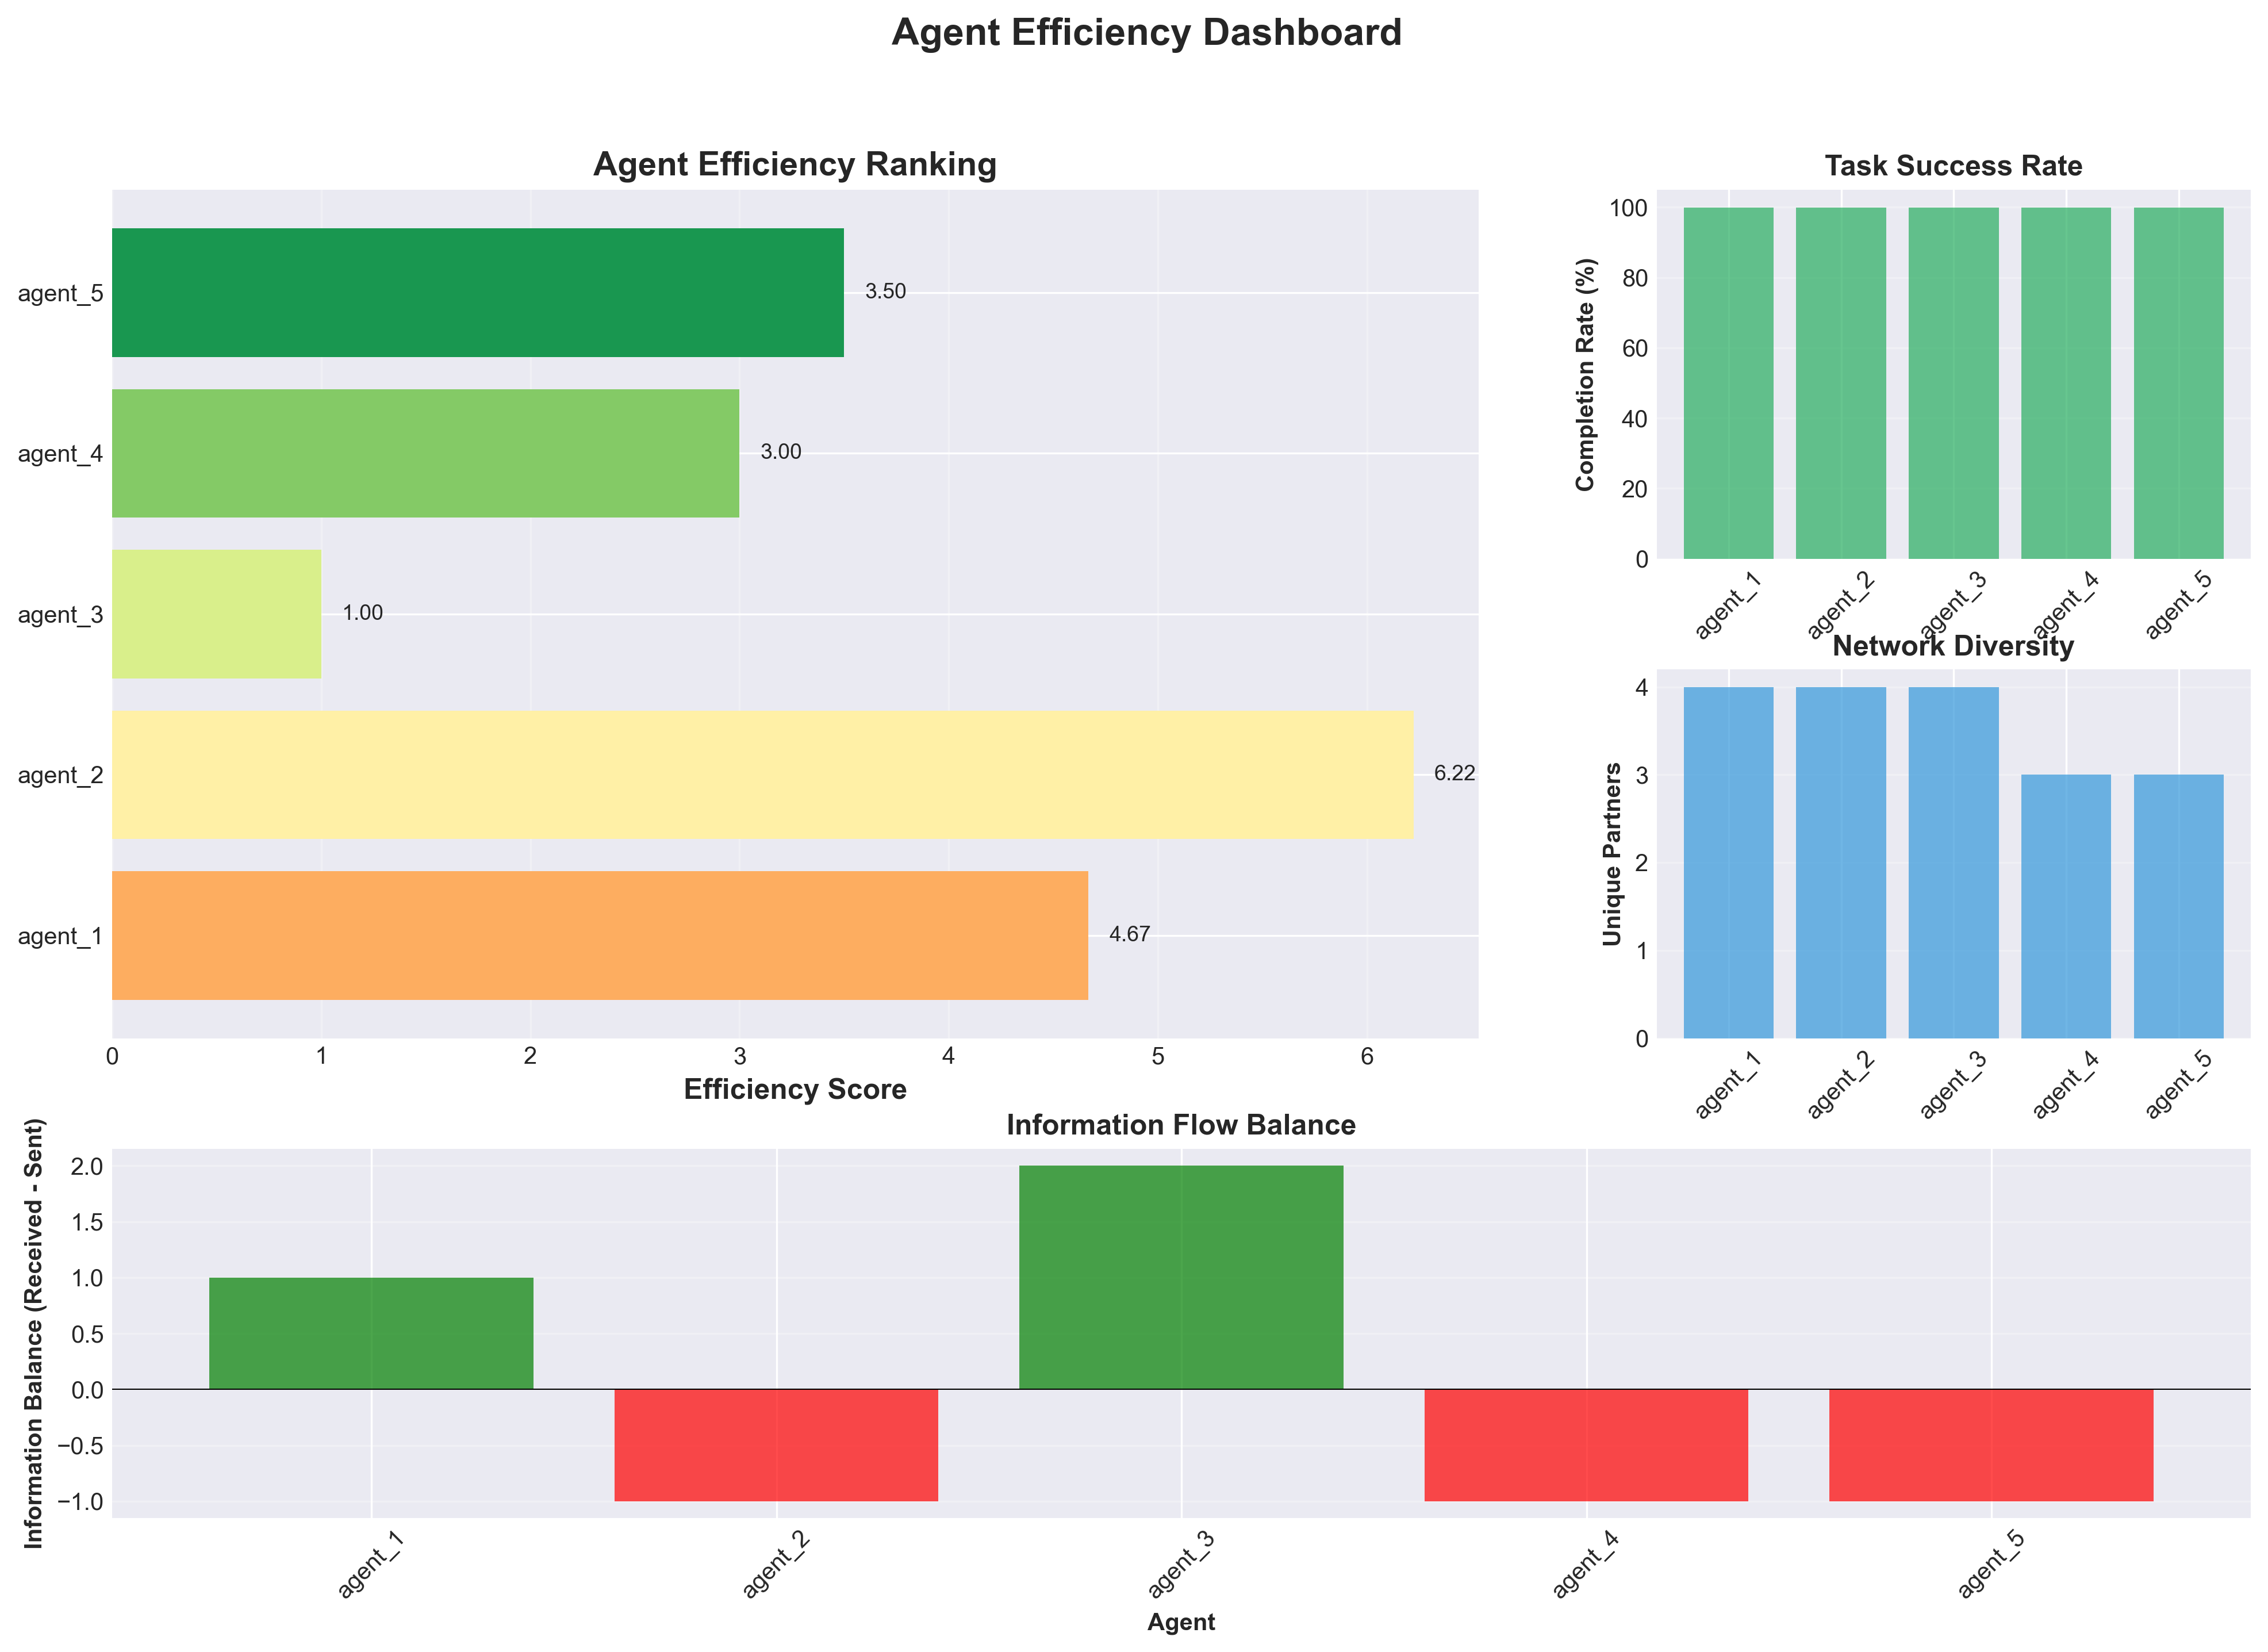 Agent Efficiency Dashboard
Agent Efficiency Ranking
agent_5
3.50
agent_4
3.00
agent_3
1.00
agent_2
6.22
agent_1
4.67
0 1 2 3 4 5 6
Efficiency Score
Task Success Rate
Completion Rate (%)
100
80
60
40
20
0
agent_1 agent_2 agent_3 agent_4 agent_5
Network Diversity
Unique Partners
4
3
2
1
0
agent_1 agent_2 agent_3 agent_4 agent_5
Information Flow Balance
Information Balance (Received - Sent)
2.0
1.5
1.0
0.5
0.0
−0.5
−1.0
agent_1 agent_2 agent_3 agent_4 agent_5
Agent